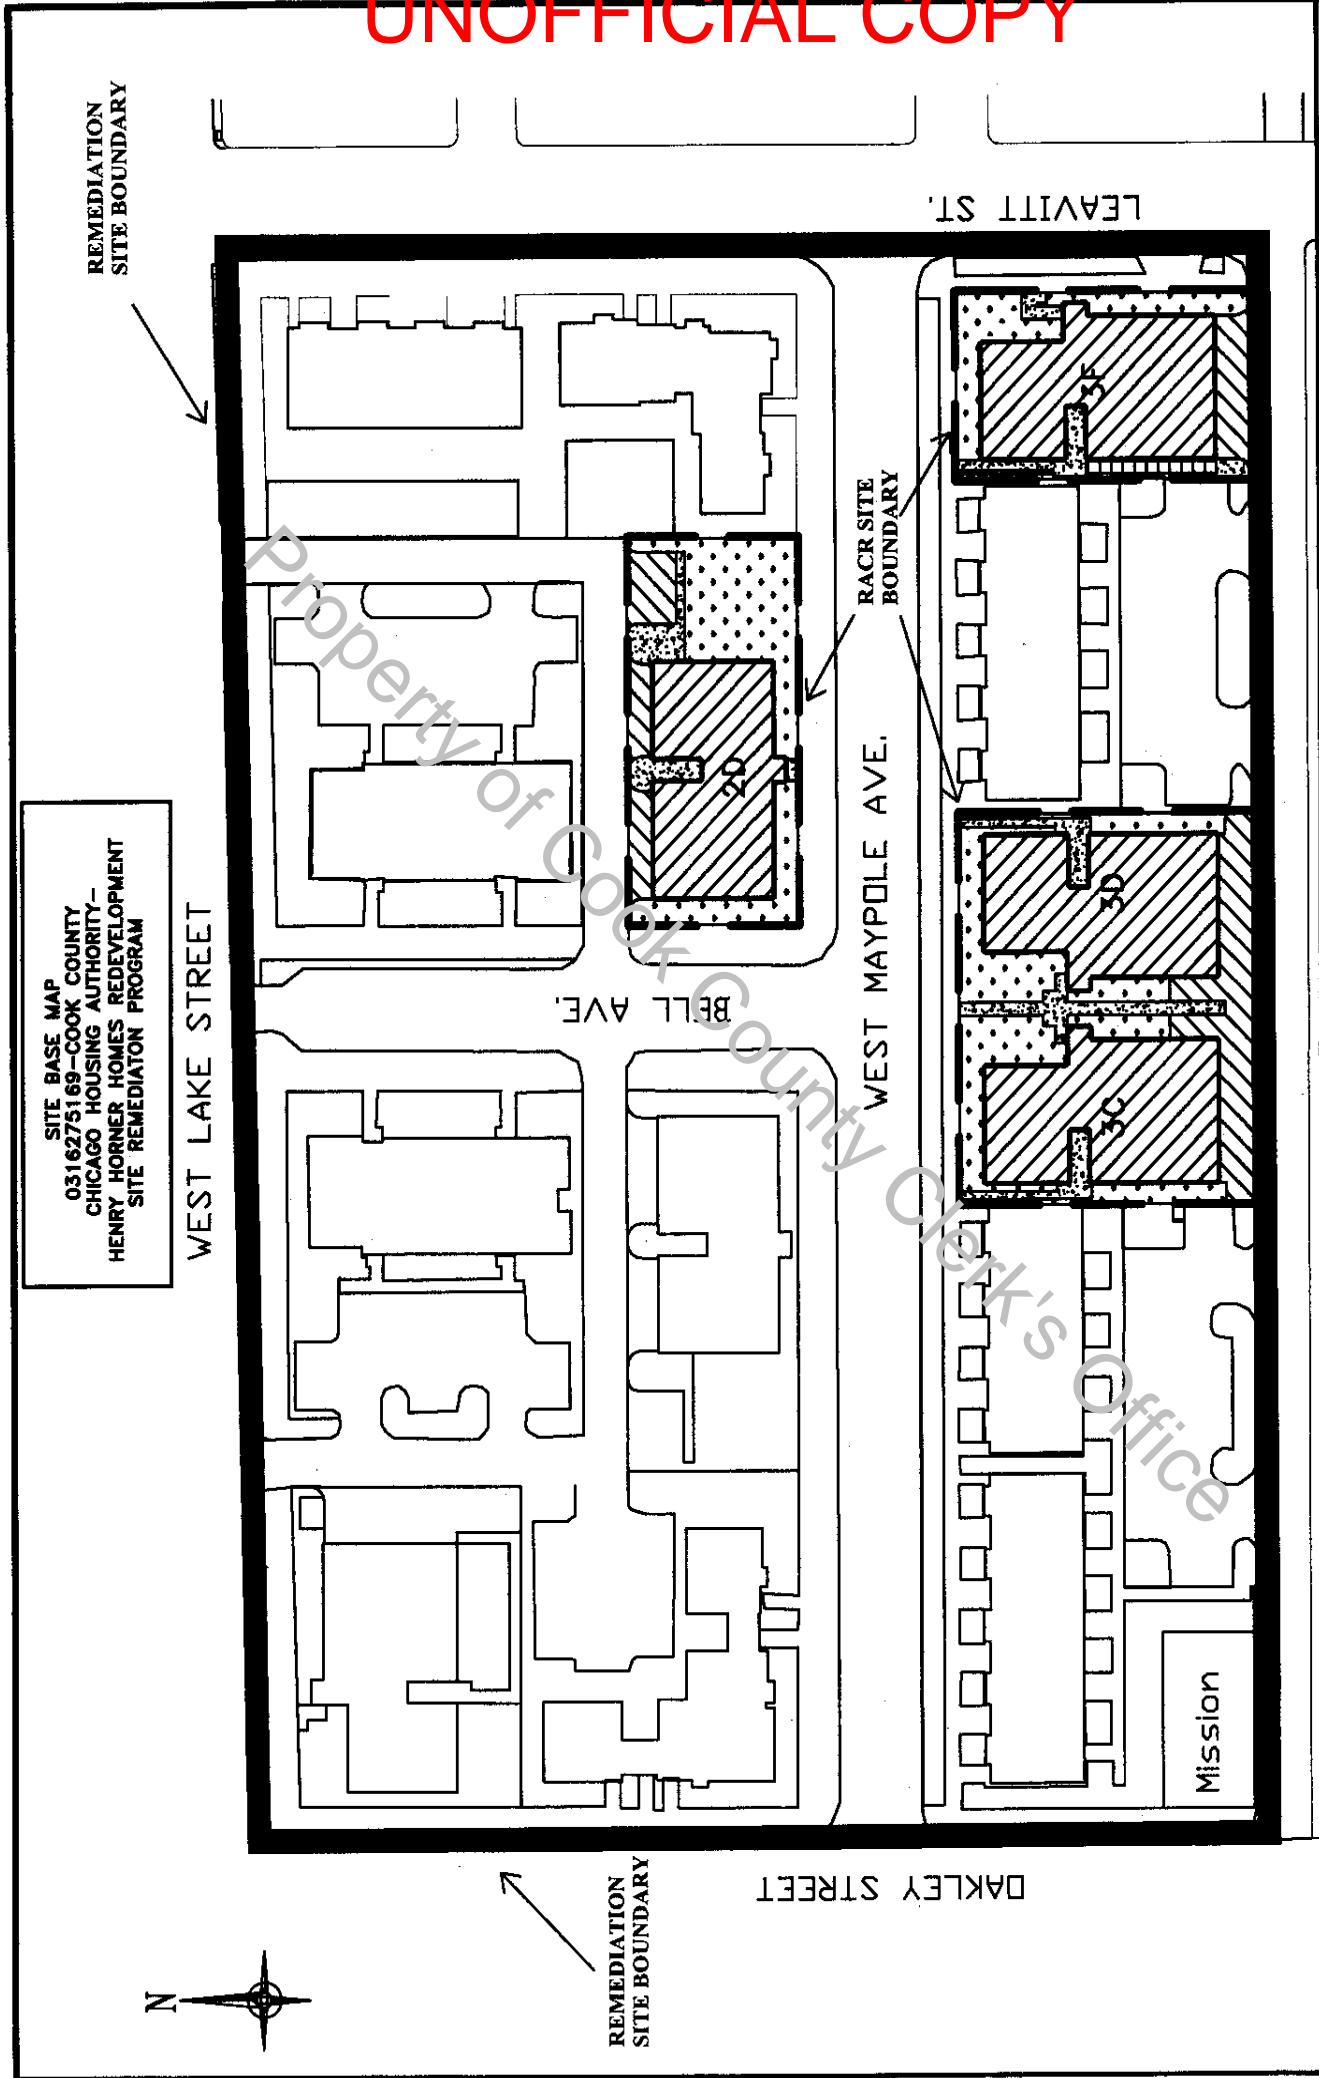 UNOFFICIAL COPY
SITE BASE MAP
0316275169-COOK COUNTY
CHICAGO HOUSING AUTHORITY-
HENRY HORNER HOMES REDEVELOPMENT
SITE REMEDIATON PROGRAM
REMEDIATION
SITE BOUNDARY
WEST LAKE STREET
LEAVITT ST.
BELL AVE.
WEST MAYPOLE AVE.
OAKLEY STREET
RACR SITE
BOUNDARY
2D
3F
3D
3C
Mission
REMEDIATION
SITE BOUNDARY
N
Property of Cook County Clerk's Office